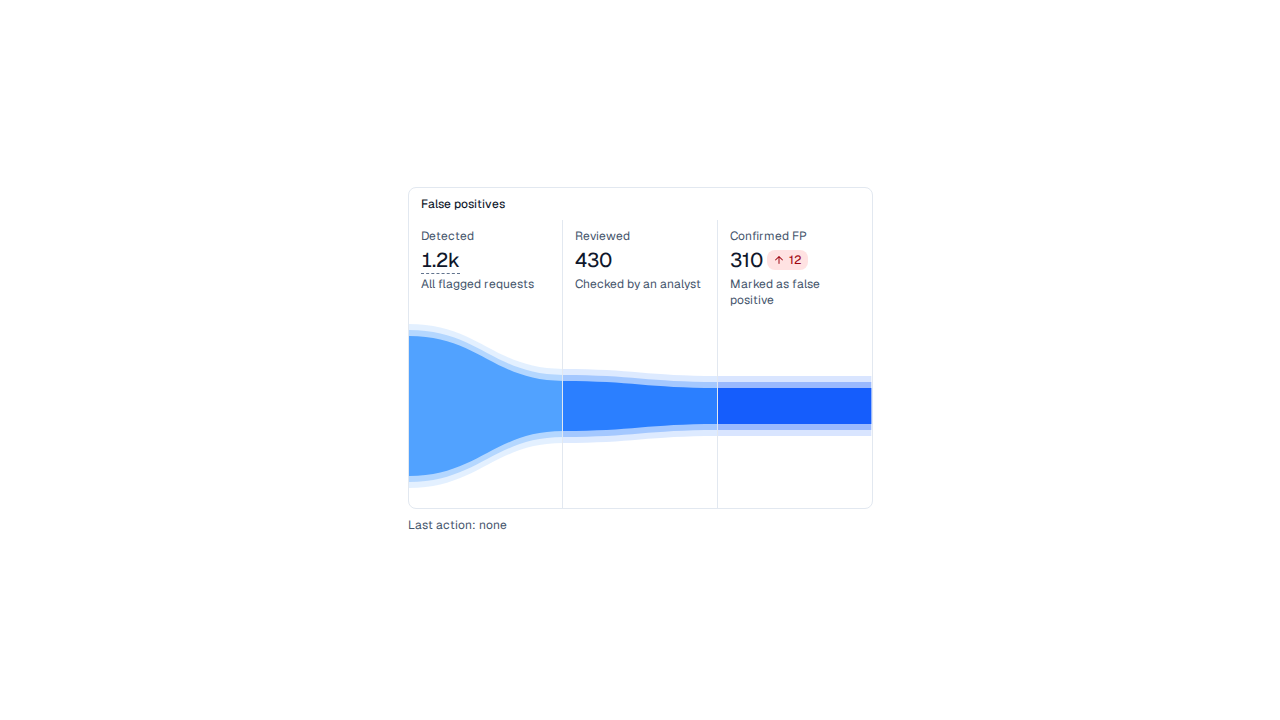 False positives
Detected
1.2k
All flagged requests
Reviewed
430
Checked by an analyst
Confirmed FP
310 ↑ 12
Marked as false
positive
Last action: none